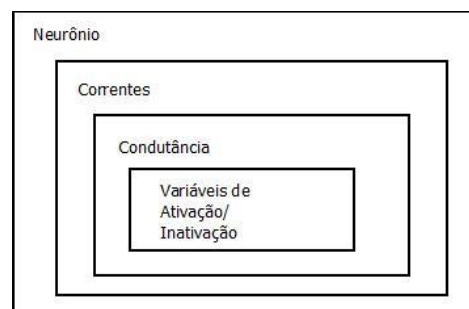 Neurônio
Correntes
Condutância
Variáveis de
Ativação/
Inativação